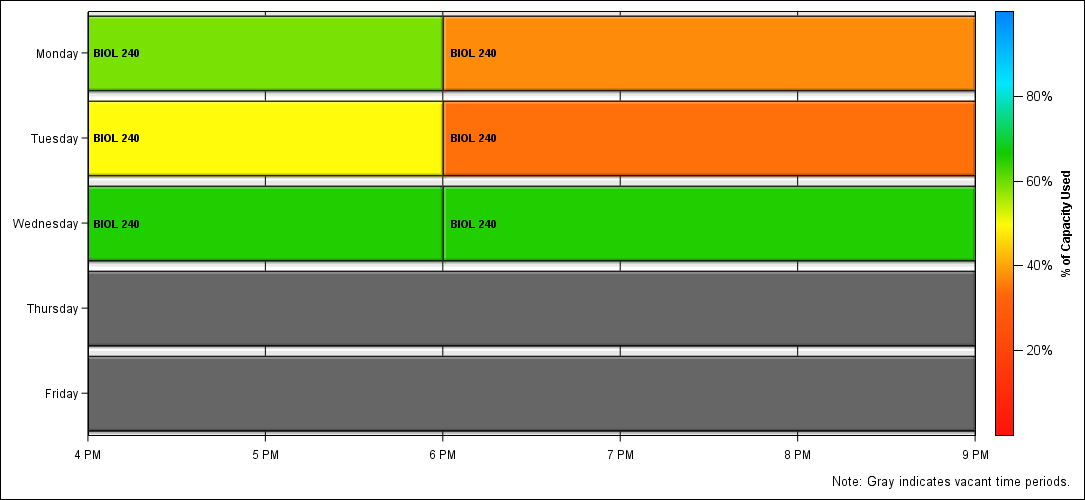 Monday
BIOL 240
BIOL 240
Tuesday
BIOL 240
BIOL 240
Wednesday
BIOL 240
BIOL 240
Thursday
Friday
4 PM 5 PM 6 PM 7 PM 8 PM 9 PM
80%
60%
40%
20%
% of Capacity Used
Note: Gray indicates vacant time periods.